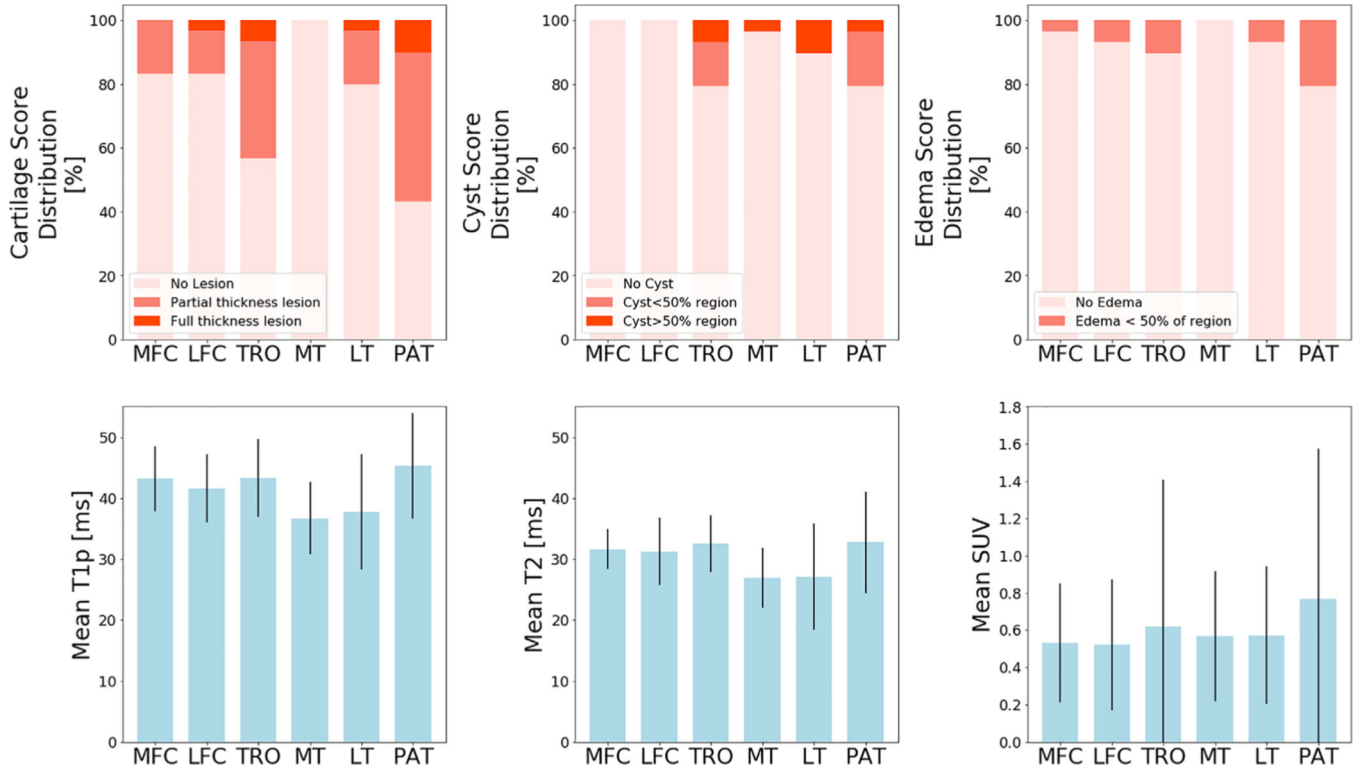 Cartilage Score
Distribution
[%]
100
80
60
40
20
0
No Lesion
Partial thickness lesion
Full thickness lesion
MFC LFC TRO MT LT PAT
Cyst Score
Distribution
[%]
100
80
60
40
20
0
No Cyst
Cyst<50% region
Cyst>50% region
MFC LFC TRO MT LT PAT
Edema Score
Distribution
[%]
100
80
60
40
20
0
No Edema
Edema < 50% of region
MFC LFC TRO MT LT PAT
Mean T1p [ms]
50
40
30
20
10
0
MFC LFC TRO MT LT PAT
Mean T2 [ms]
50
40
30
20
10
0
MFC LFC TRO MT LT PAT
Mean SUV
1.8
1.6
1.4
1.2
1.0
0.8
0.6
0.4
0.2
0.0
MFC LFC TRO MT LT PAT